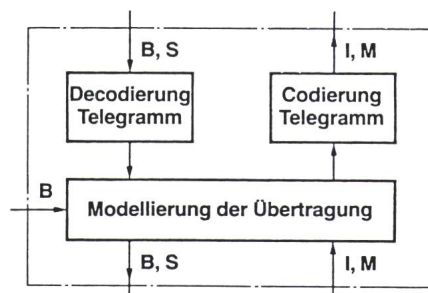 B, S
I, M
Decodierung
Telegramm
Codierung
Telegramm
B
Modellierung der Übertragung
B, S
I, M